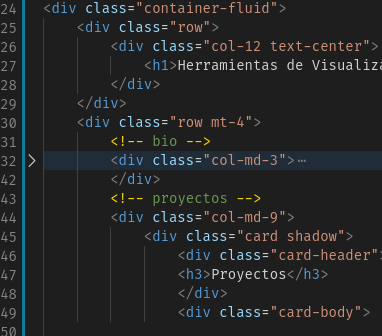 24 <div class="container-fluid">
25 <div class="row">
26 <div class="col-12 text-center">
27 <h1>Herramientas de Visualiza
28 </div>
29 </div>
30 <div class="row mt-4">
31 <!-- bio -->
32 <div class="col-md-3">⋯
42 </div>
43 <!-- proyectos -->
44 <div class="col-md-9">
45 <div class="card shadow">
46 <div class="card-header"
47 <h3>Proyectos</h3>
48 </div>
49 <div class="card-body">
50